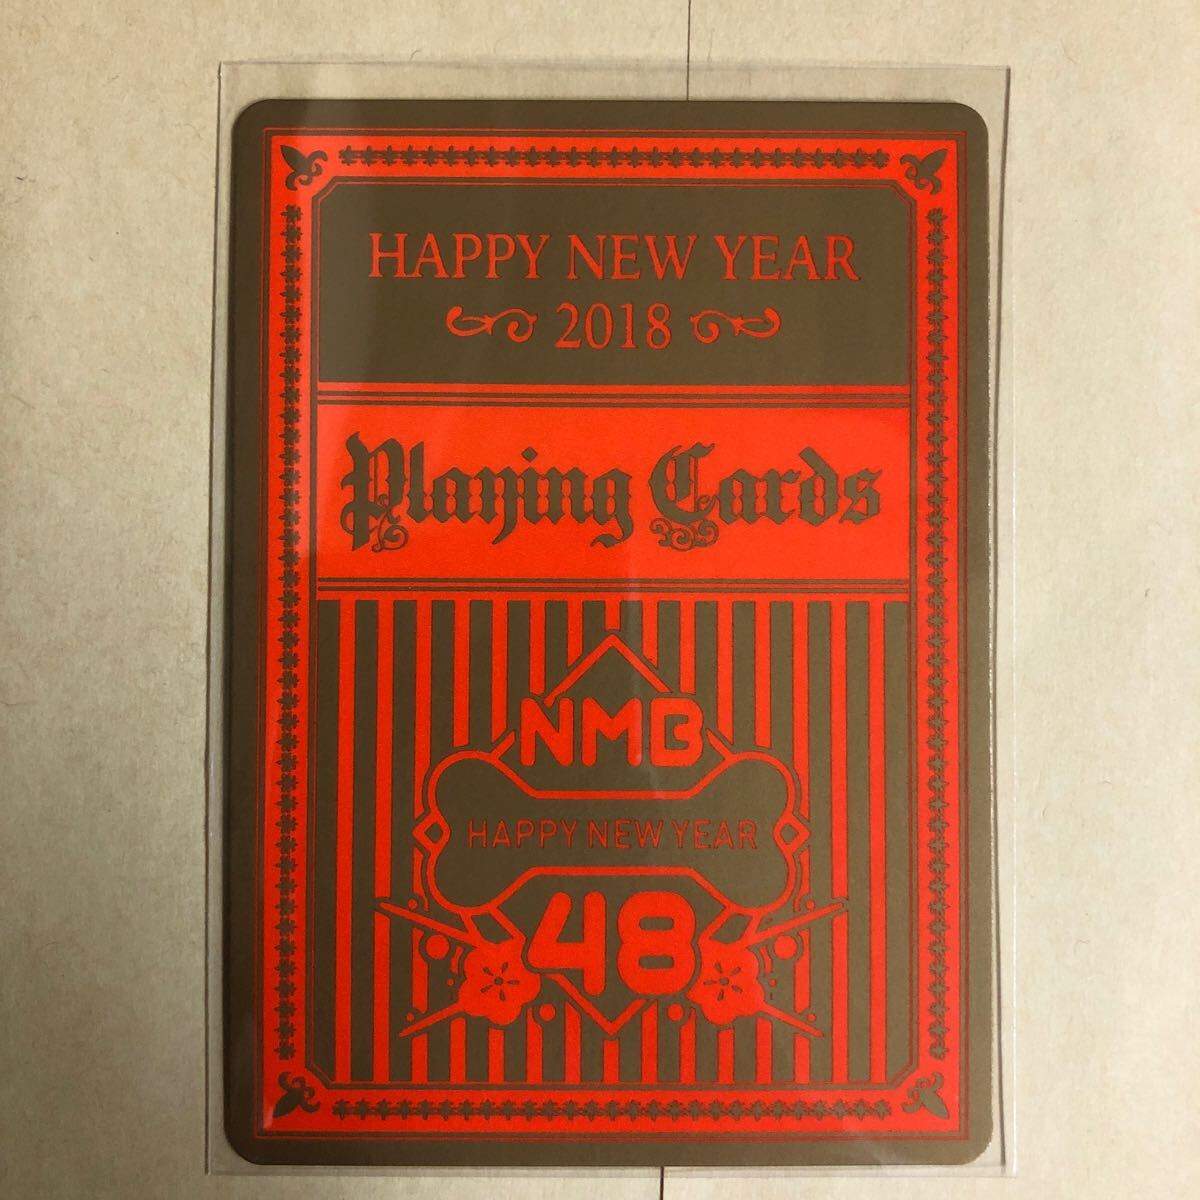 HAPPY NEW YEAR
2018
Playing Cards
NMB
HAPPY NEW YEAR
48